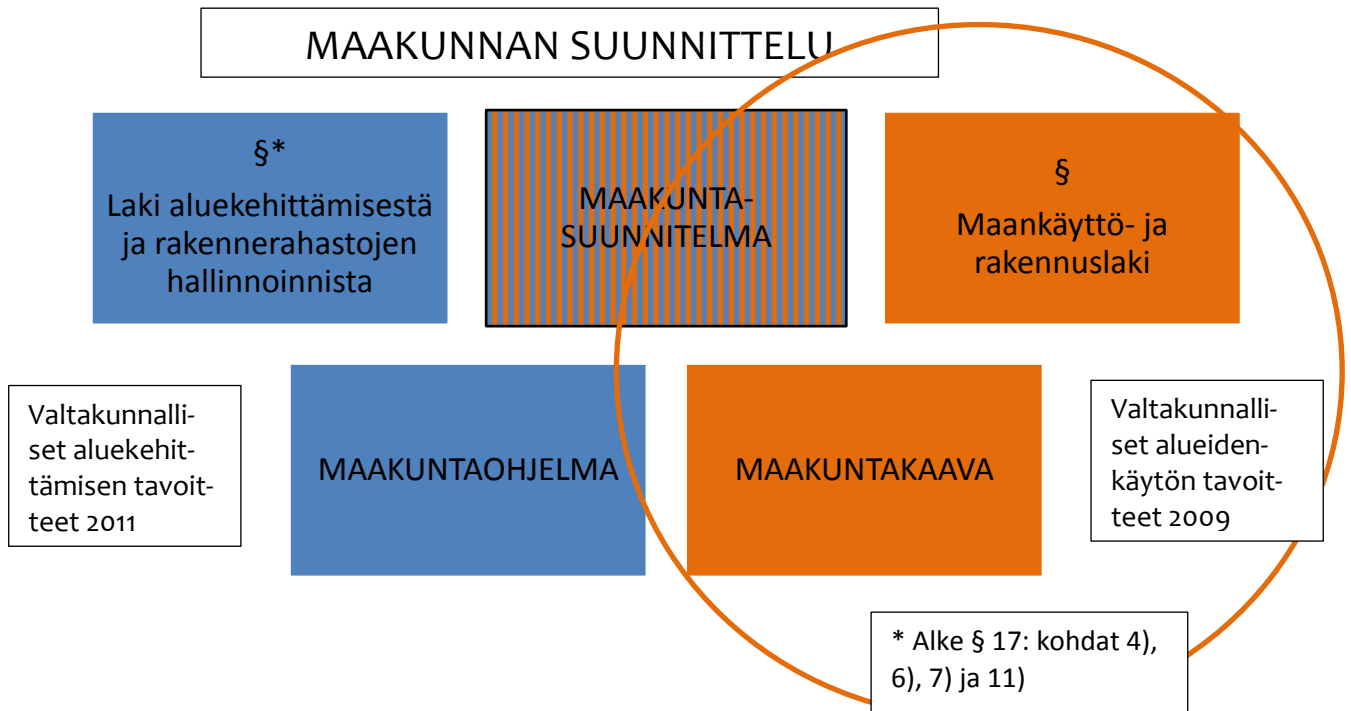 MAAKUNNAN SUUNNITTELU
§*
Laki aluekehittämisestä
ja rakennerahastojen
hallinnoinnista
MAAKUNTA-
SUUNNITELMA
§
Maankäyttö- ja
rakennuslaki
Valtakunnalli-
set aluekehit-
tämisen tavoit-
teet 2011
MAAKUNTAOHJELMA
MAAKUNTAKAAVA
Valtakunnalli-
set alueiden-
käytön tavoit-
teet 2009
* Alke § 17: kohdat 4),
6), 7) ja 11)